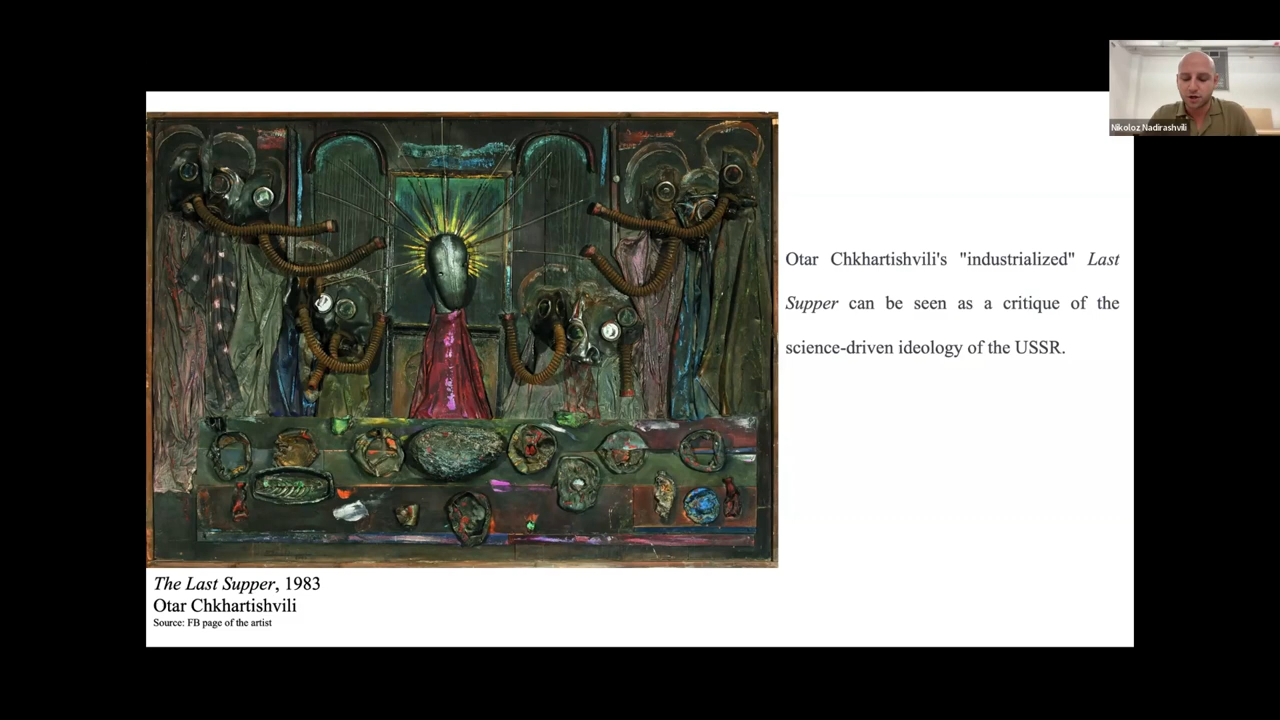 Nikoloz Nadirashvili
Otar Chkhartishvili's "industrialized" Last
Supper can be seen as a critique of the
science-driven ideology of the USSR.
The Last Supper, 1983
Otar Chkhartishvili
Source: FB page of the artist